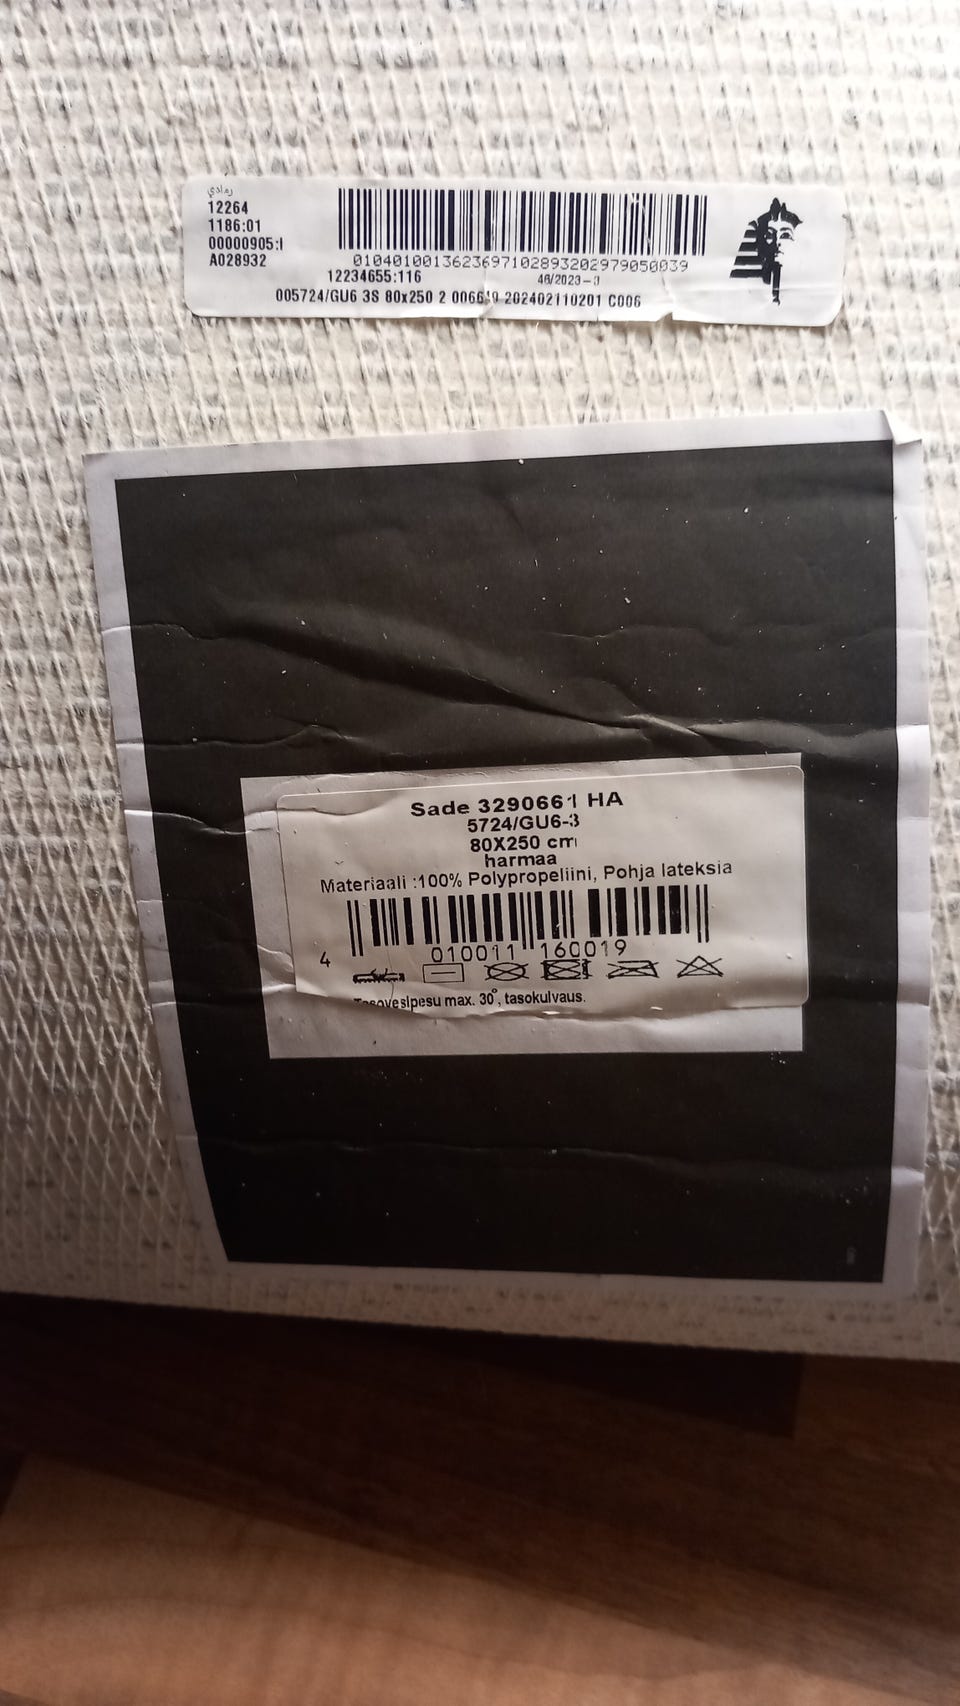 رمادي
12264
1186:01
00000905:I
A028932
0104010013623697102893202979050039
12234655:116
46/2023-3
005724/GU6 3S 80x250 2 006649 202402110201 C006
Sade 3290661 HA
5724/GU6-3
80X250 cm
harmaa
Materiaali :100% Polypropeliini, Pohja lateksia
4 010011 160019
Tasovesipesu max. 30°, tasokuivaus.